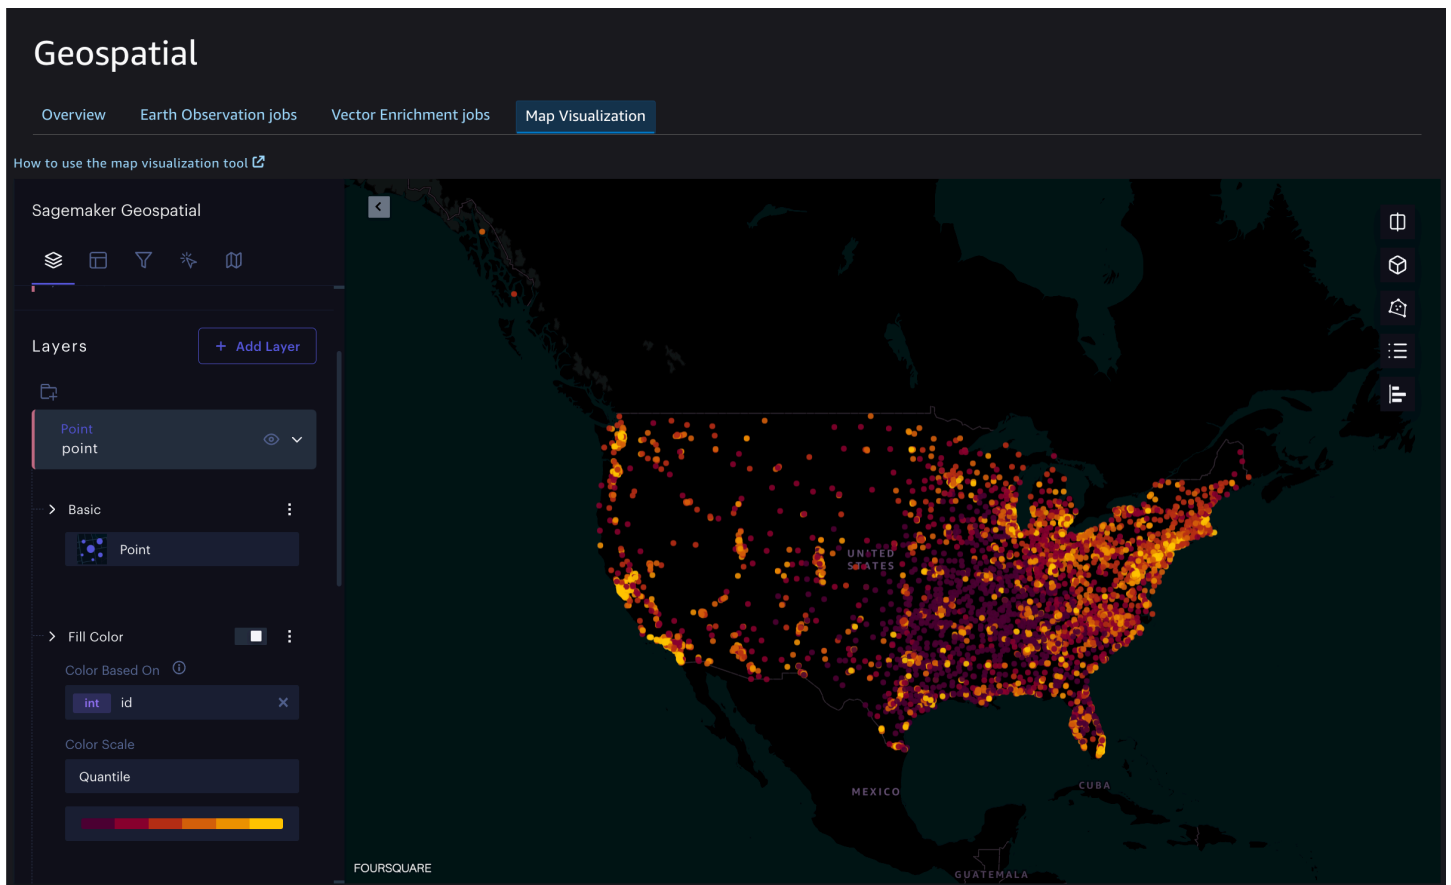 Geospatial
Overview
Earth Observation jobs
Vector Enrichment jobs
Map Visualization
How to use the map visualization tool
Sagemaker Geospatial
Layers
+ Add Layer
Point
point
Basic
Point
Fill Color
Color Based On
int id
Color Scale
Quantile
UNITED
STATES
MEXICO
CUBA
GUATEMALA
FOURSQUARE